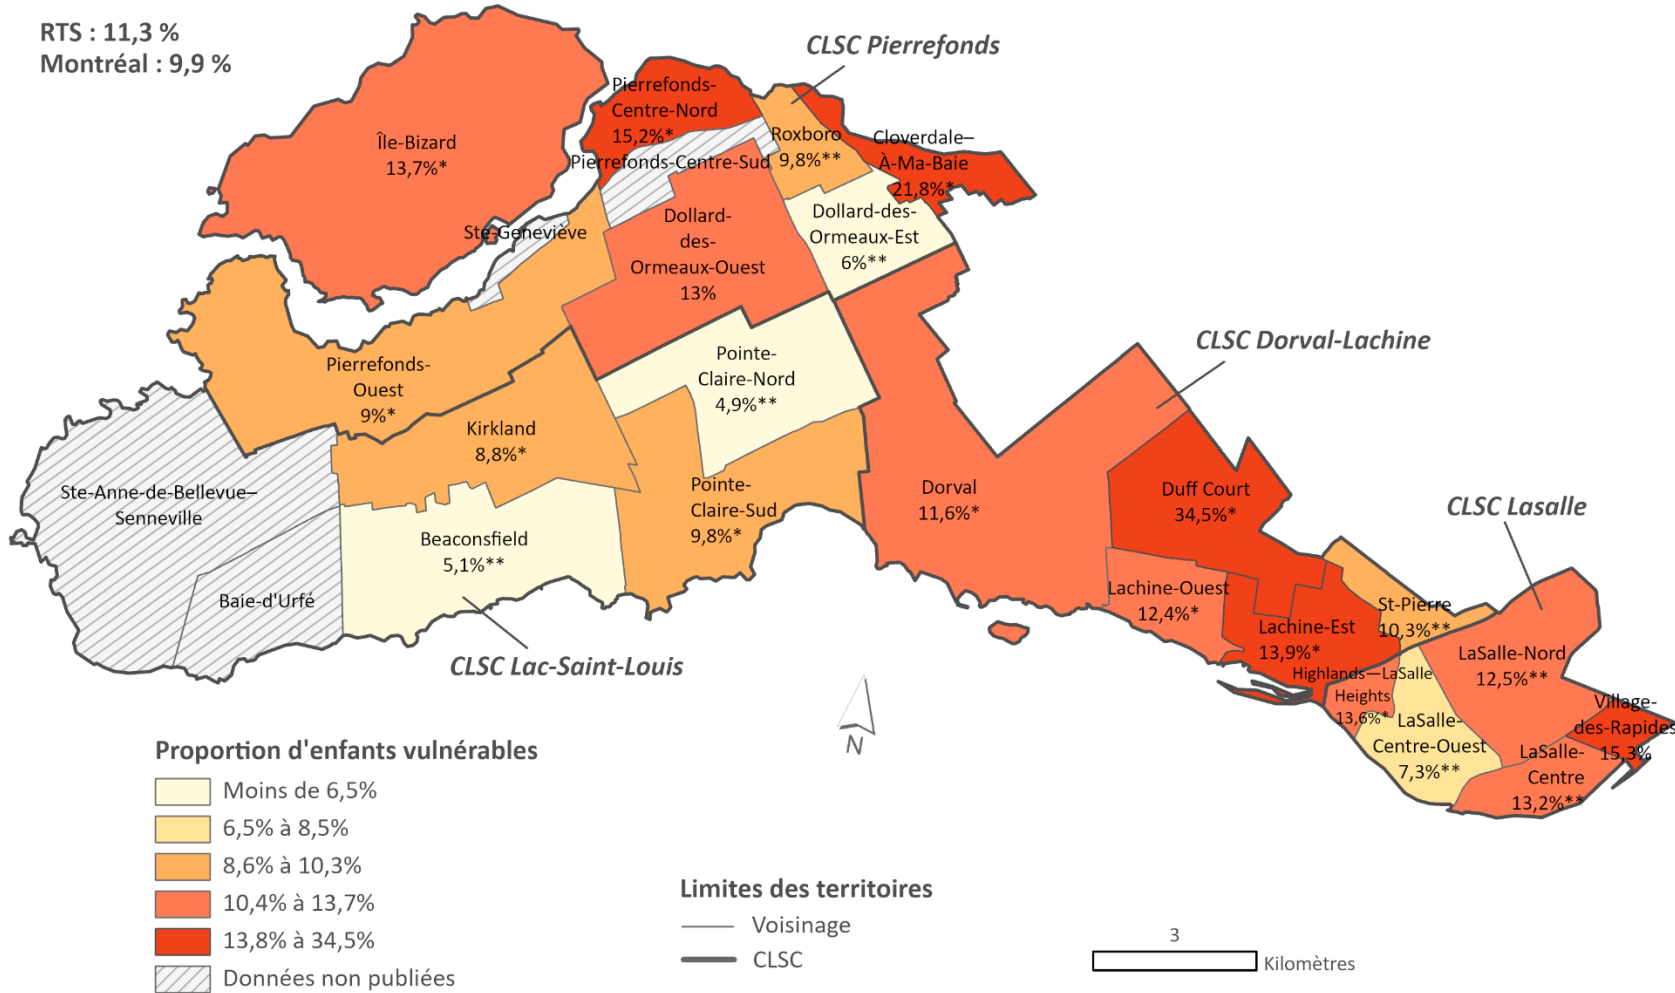 RTS : 11,3 %
Montréal : 9,9 %
CLSC Pierrefonds
Pierrefonds-
Centre-Nord
15,2%*
Île-Bizard
13,7%*
Roxboro
9,8%**
Cloverdale–
À-Ma-Baie
21,8%*
Pierrefonds-Centre-Sud
Ste-Geneviève
Dollard-
des-
Ormeaux-Ouest
13%
Dollard-des-
Ormeaux-Est
6%**
CLSC Dorval-Lachine
Pierrefonds-
Ouest
9%*
Pointe-
Claire-Nord
4,9%**
Kirkland
8,8%*
Ste-Anne-de-Bellevue–
Senneville
Pointe-
Claire-Sud
9,8%*
Dorval
11,6%*
Duff Court
34,5%*
CLSC Lasalle
Beaconsfield
5,1%**
Baie-d'Urfé
Lachine-Ouest
12,4%*
St-Pierre
10,3%**
Lachine-Est
13,9%*
CLSC Lac-Saint-Louis
Highlands—LaSalle
Heights
13,6%*
LaSalle-Nord
12,5%**
Village-
des-Rapides
15,3%
LaSalle-
Centre-Ouest
7,3%**
LaSalle-
Centre
13,2%**
N
Proportion d'enfants vulnérables
Moins de 6,5%
6,5% à 8,5%
8,6% à 10,3%
10,4% à 13,7%
13,8% à 34,5%
Données non publiées
Limites des territoires
Voisinage
CLSC
3
Kilomètres